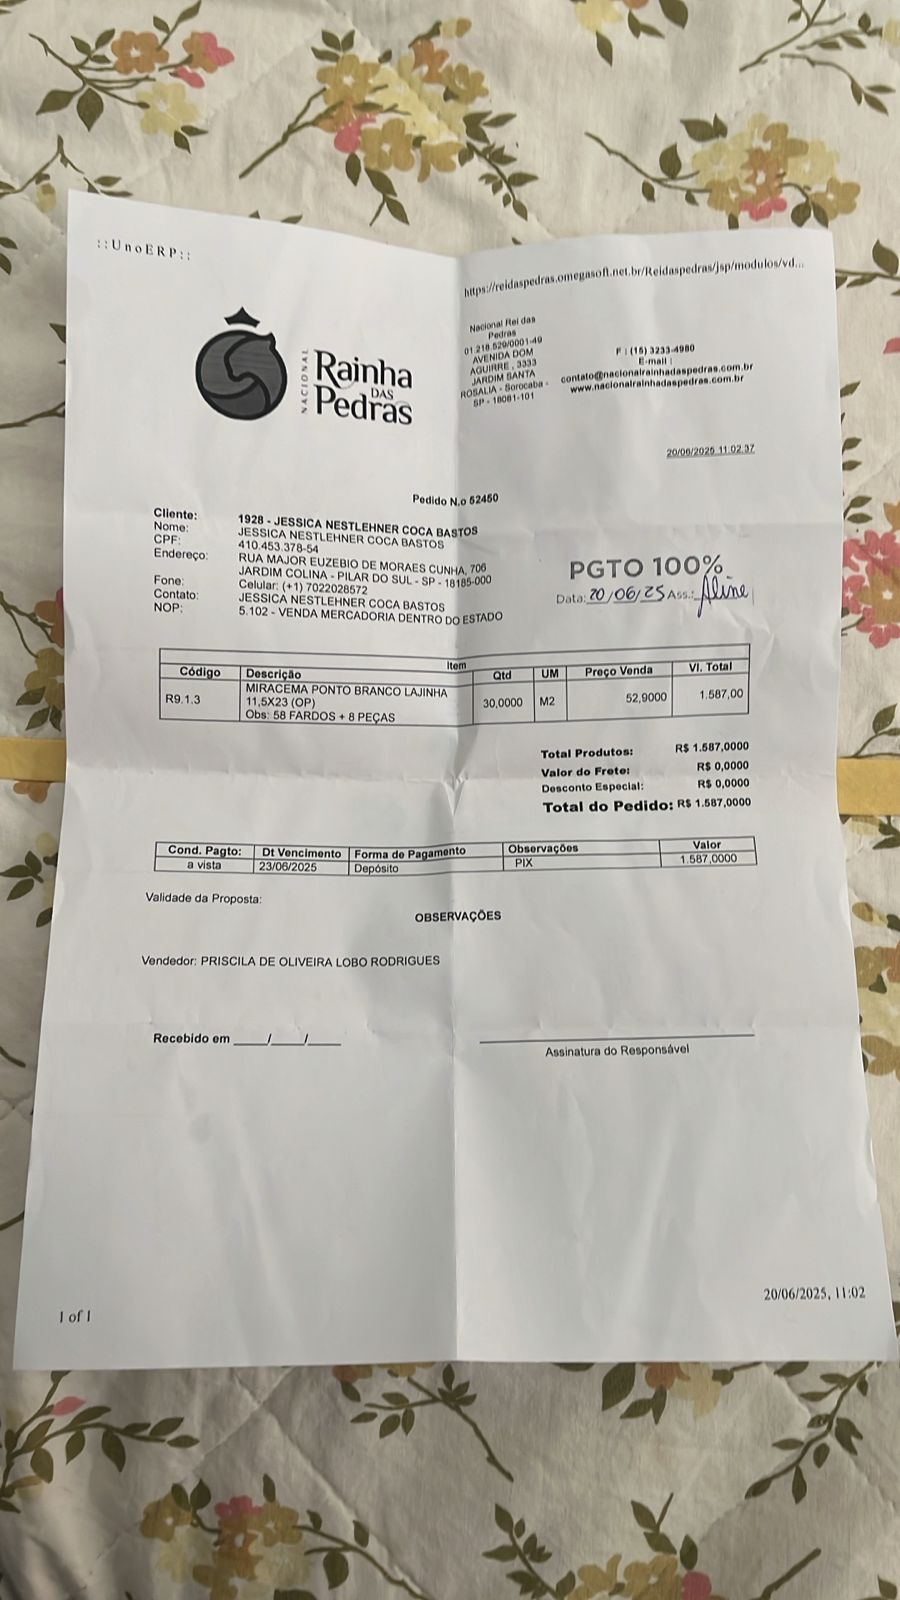 ::UnoERP::
https://reidaspedras.omegasoft.net.br/Reidaspedras/jsp/modulos/vd...
NACIONAL
Rainha
DAS
Pedras
Nacional Rei das
Pedras
01.218.529/0001-49
AVENIDA DOM
AGUIRRE , 3333
JARDIM SANTA
ROSALIA - Sorocaba -
SP - 18081-101
F : (15) 3233-4980
E-mail :
contato@nacionalrainhadaspedras.com.br
www.nacionalrainhadaspedras.com.br
20/06/2025 11:02:37
Pedido N.o 52450
Cliente: 1928 - JESSICA NESTLEHNER COCA BASTOS
Nome: JESSICA NESTLEHNER COCA BASTOS
CPF: 410.453.378-54
Endereço: RUA MAJOR EUZEBIO DE MORAES CUNHA, 706
JARDIM COLINA - PILAR DO SUL - SP - 18185-000
Fone: Celular: (+1) 7022028572
Contato: JESSICA NESTLEHNER COCA BASTOS
NOP: 5.102 - VENDA MERCADORIA DENTRO DO ESTADO
PGTO 100%
Data: 20/06/25 Ass.: Aline
Item
Código Descrição Qtd UM Preço Venda Vl. Total
R9.1.3 MIRACEMA PONTO BRANCO LAJINHA 30,0000 M2 52,9000 1.587,00
11,5X23 (OP)
Obs: 58 FARDOS + 8 PEÇAS
Total Produtos: R$ 1.587,0000
Valor do Frete: R$ 0,0000
Desconto Especial: R$ 0,0000
Total do Pedido: R$ 1.587,0000
Cond. Pagto: Dt Vencimento Forma de Pagamento Observações Valor
a vista 23/06/2025 Depósito PIX 1.587,0000
Validade da Proposta:
OBSERVAÇÕES
Vendedor: PRISCILA DE OLIVEIRA LOBO RODRIGUES
Recebido em ____/____/____
Assinatura do Responsável
1 of 1
20/06/2025, 11:02